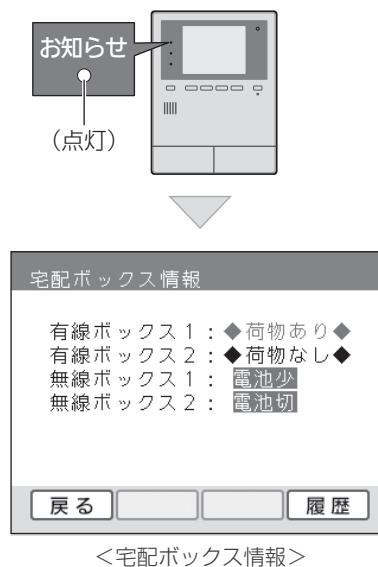 お知らせ
(点灯)
宅配ボックス情報
有線ボックス1:◆荷物あり◆
有線ボックス2:◆荷物なし◆
無線ボックス1: 電池少
無線ボックス2: 電池切
戻る 履歴
<宅配ボックス情報>